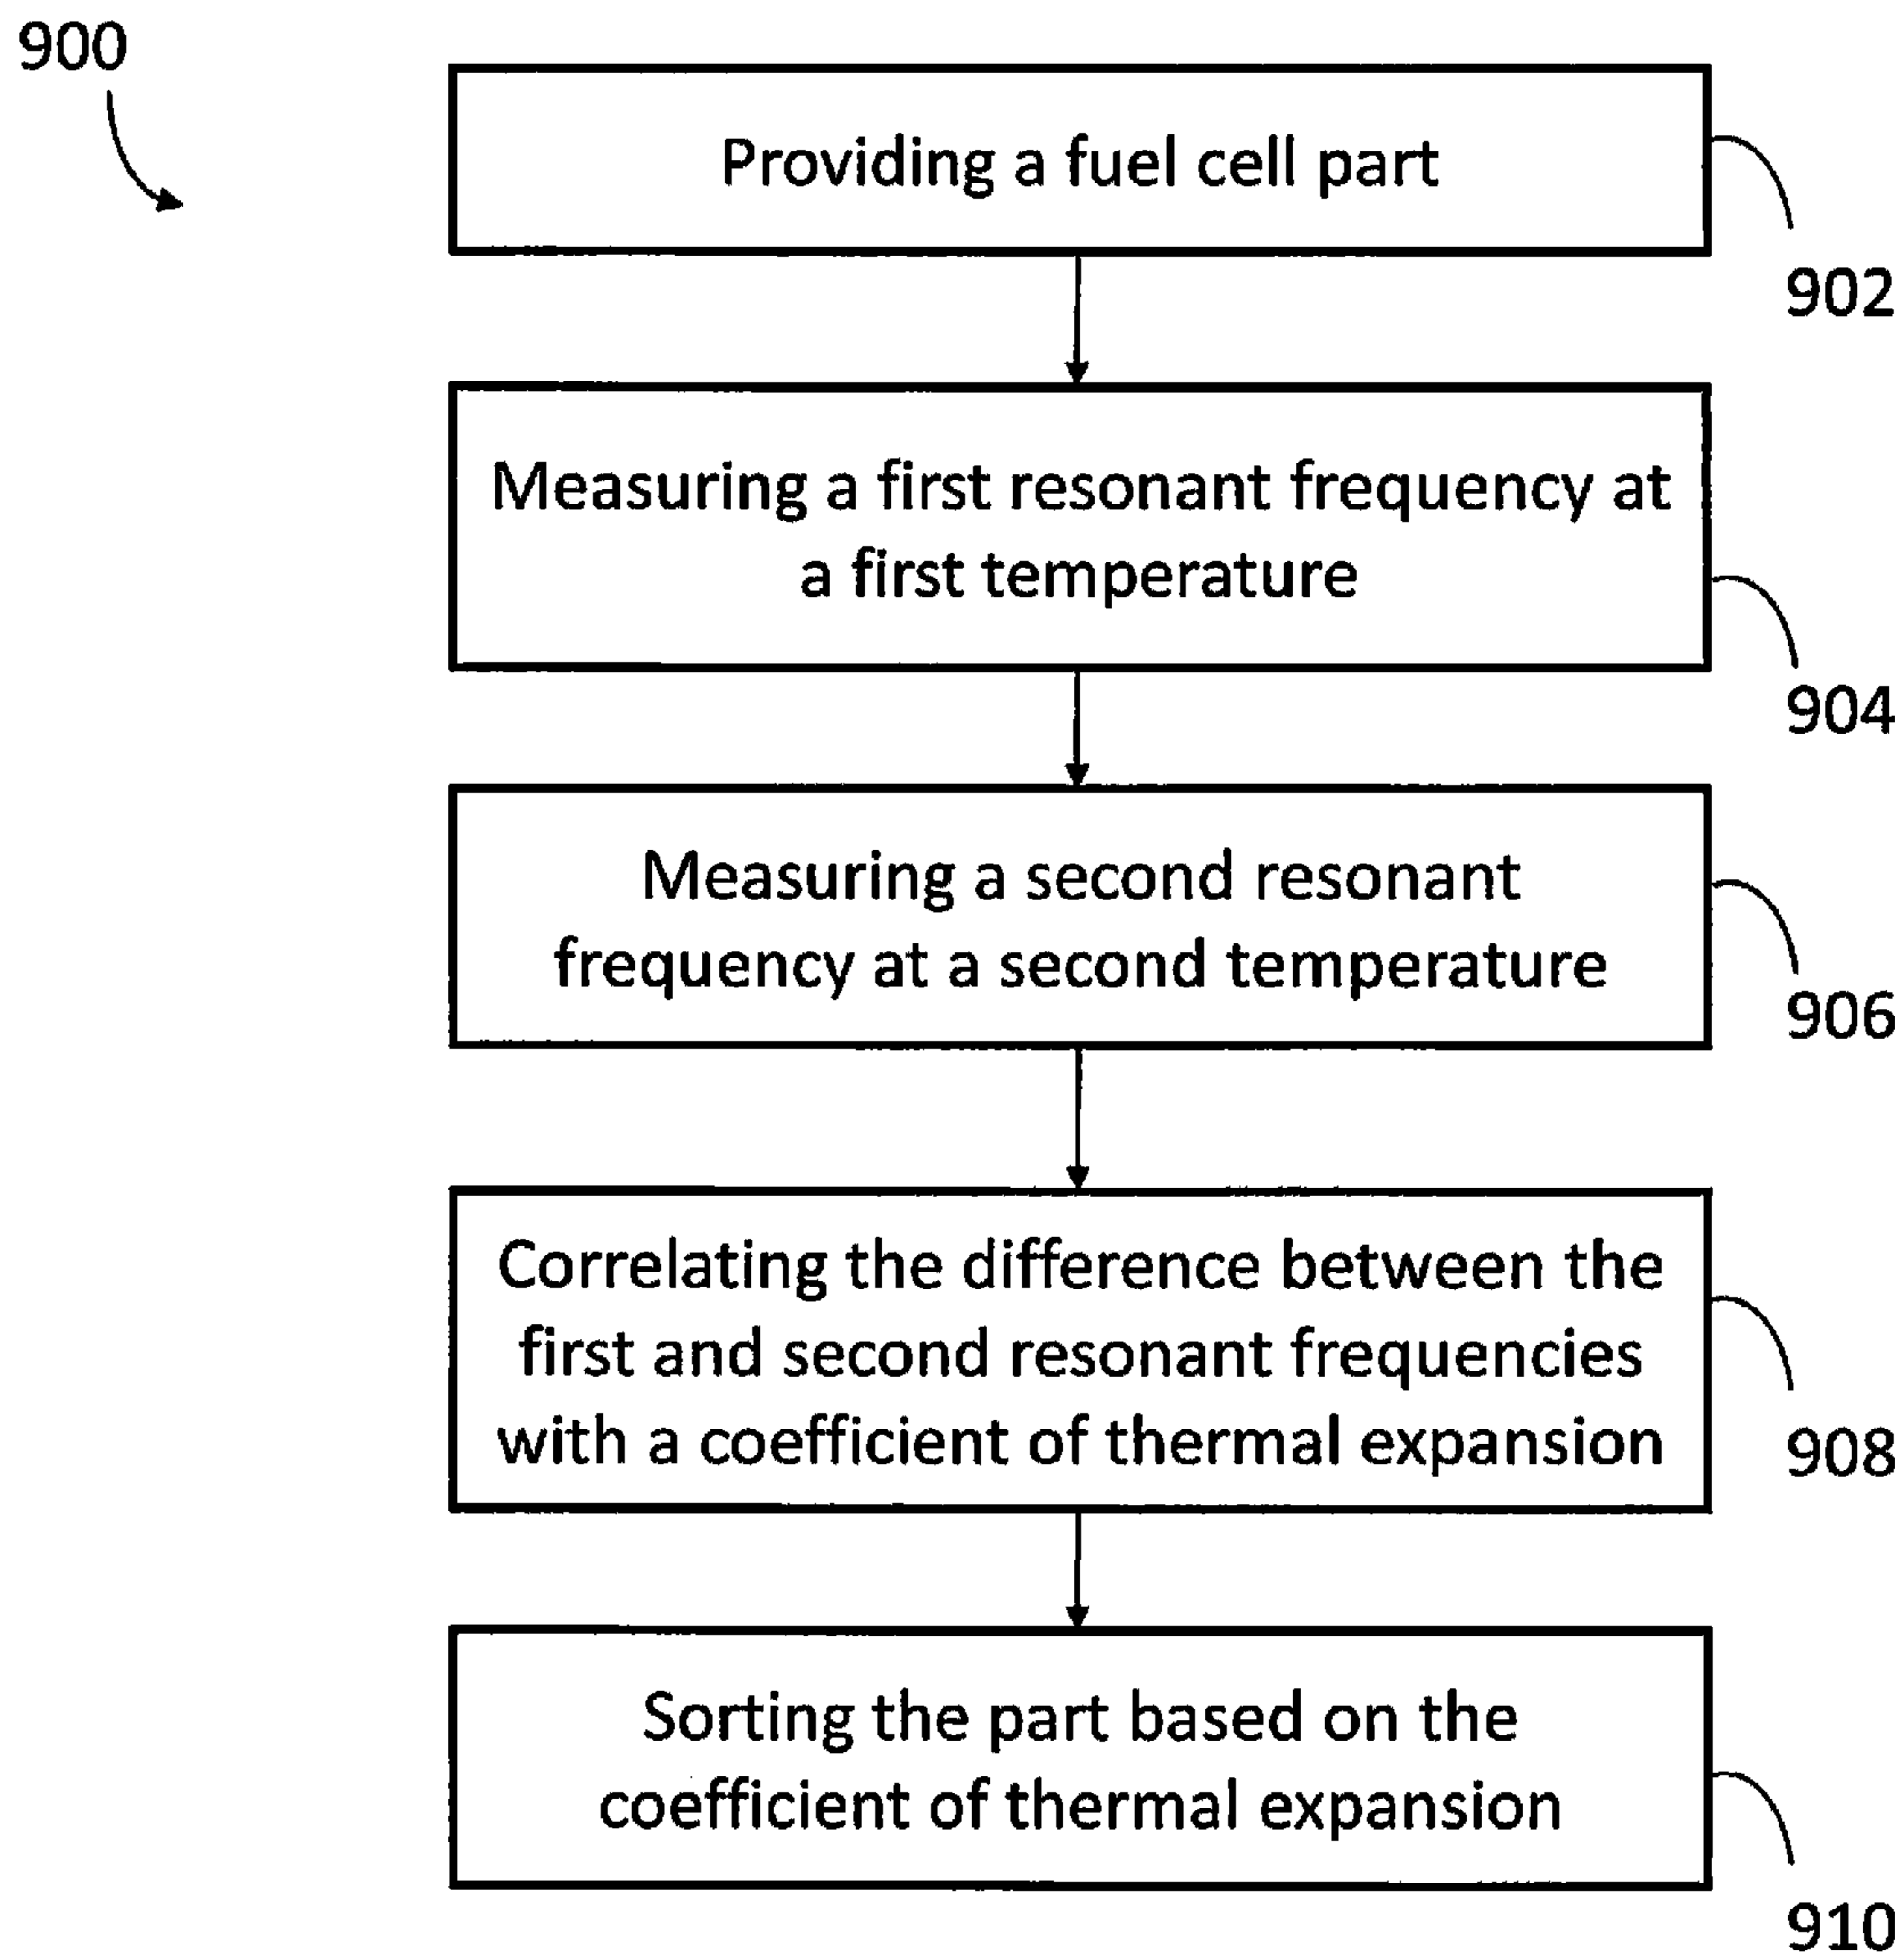 900
Providing a fuel cell part
902
Measuring a first resonant frequency at
a first temperature
904
Measuring a second resonant
frequency at a second temperature
906
Correlating the difference between the
first and second resonant frequencies
with a coefficient of thermal expansion
908
Sorting the part based on the
coefficient of thermal expansion
910